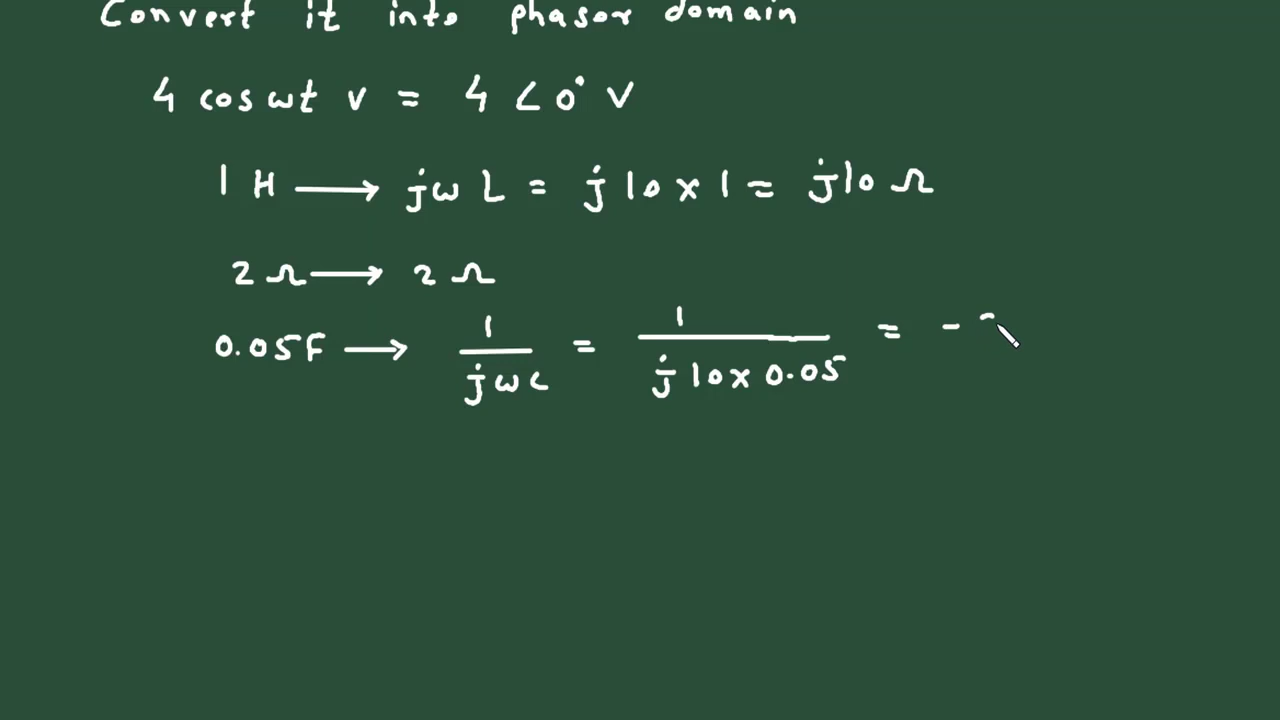 Convert it into phasor domain
4 cos ωt v = 4 ∠0° V
1 H ⟶ jωL = j10 × 1 = j10 Ω
2 Ω ⟶ 2 Ω
0.05F ⟶ 1/jωC = 1/j10×0.05 = -